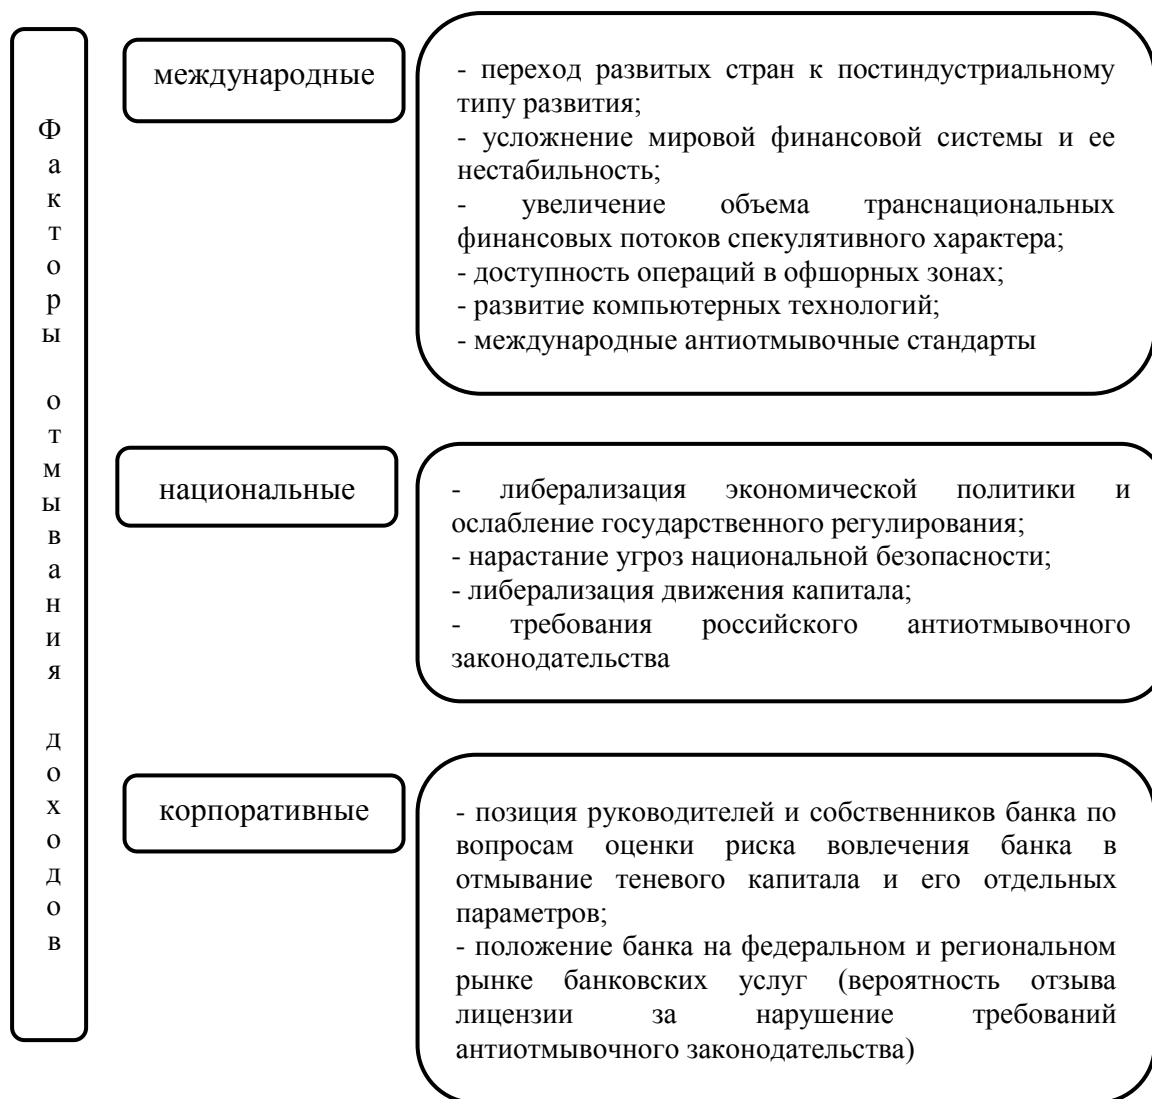 Факторы отмывания доходов
международные
- переход развитых стран к постиндустриальному
типу развития;
- усложнение мировой финансовой системы и ее
нестабильность;
- увеличение объема транснациональных
финансовых потоков спекулятивного характера;
- доступность операций в офшорных зонах;
- развитие компьютерных технологий;
- международные антиотмывочные стандарты
национальные
- либерализация экономической политики и
ослабление государственного регулирования;
- нарастание угроз национальной безопасности;
- либерализация движения капитала;
- требования российского антиотмывочного
законодательства
корпоративные
- позиция руководителей и собственников банка по
вопросам оценки риска вовлечения банка в
отмывание теневого капитала и его отдельных
параметров;
- положение банка на федеральном и региональном
рынке банковских услуг (вероятность отзыва
лицензии за нарушение требований
антиотмывочного законодательства)